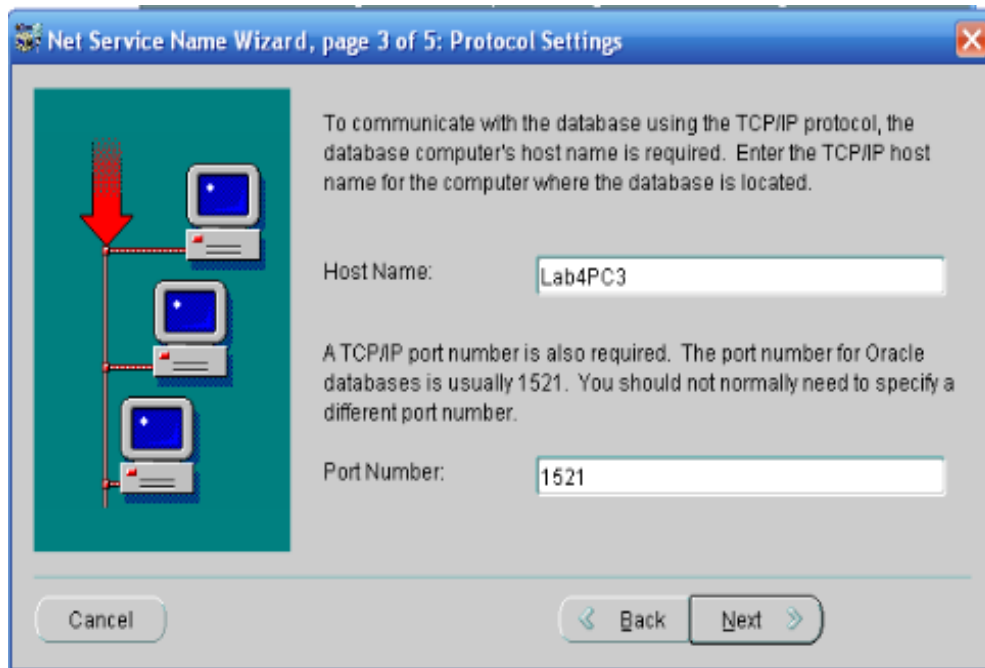 Net Service Name Wizard, page 3 of 5: Protocol Settings
To communicate with the database using the TCP/IP protocol, the
database computer's host name is required. Enter the TCP/IP host
name for the computer where the database is located.
Host Name:
Lab4PC3
A TCP/IP port number is also required. The port number for Oracle
databases is usually 1521. You should not normally need to specify a
different port number.
Port Number:
1521
Cancel
Back
Next